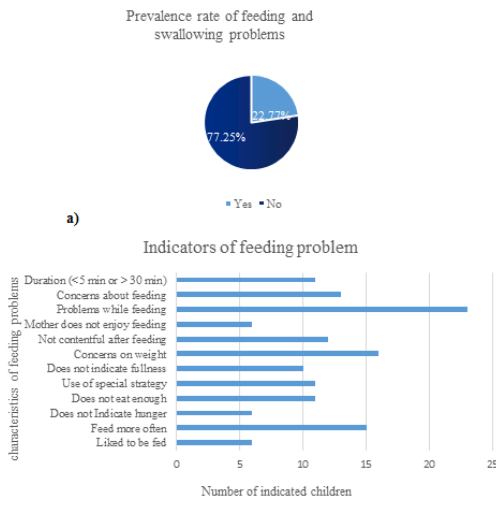 Prevalence rate of feeding and
swallowing problems
22.77%
77.25%
Yes No
a)
Indicators of feeding problem
characteristics of feeding problems
Duration (<5 min or > 30 min)
Concerns about feeding
Problems while feeding
Mother does not enjoy feeding
Not contentful after feeding
Concerns on weight
Does not indicate fullness
Use of special strategy
Does not eat enough
Does not Indicate hunger
Feed more often
Liked to be fed
0 5 10 15 20 25
Number of indicated children